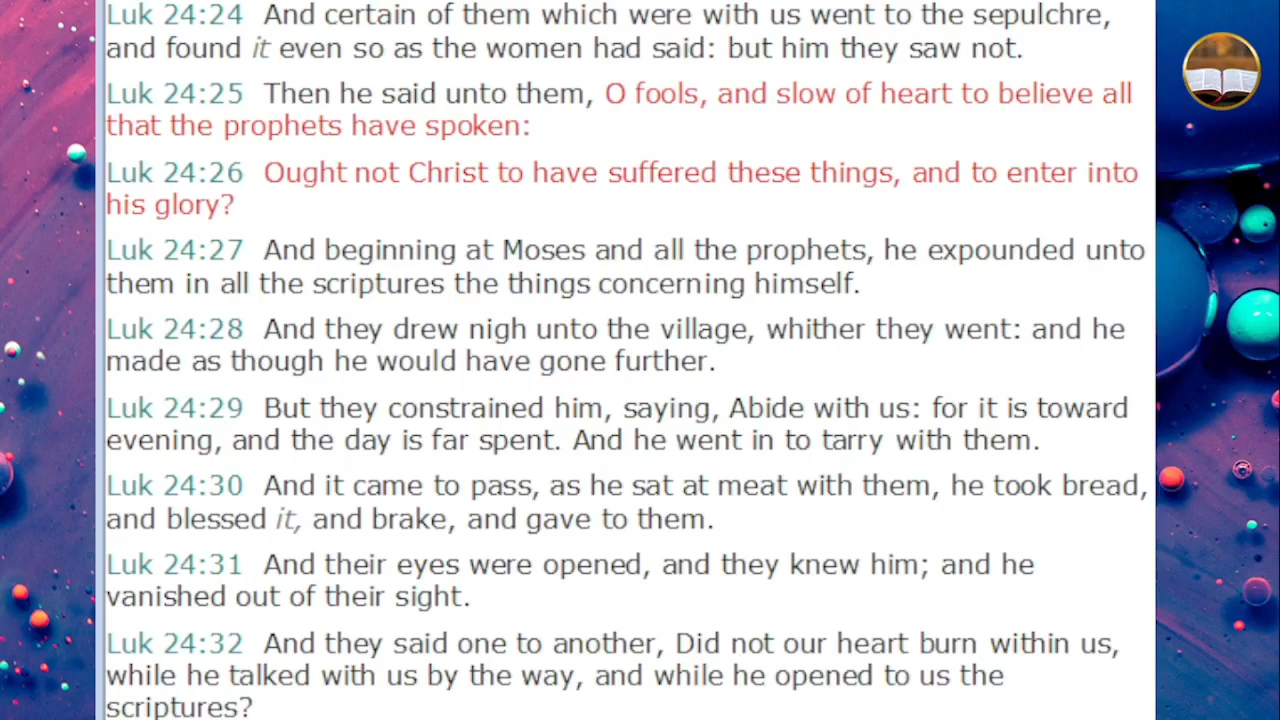 Luk 24:24 And certain of them which were with us went to the sepulchre,
and found it even so as the women had said: but him they saw not.
Luk 24:25 Then he said unto them, O fools, and slow of heart to believe all
that the prophets have spoken:
Luk 24:26 Ought not Christ to have suffered these things, and to enter into
his glory?
Luk 24:27 And beginning at Moses and all the prophets, he expounded unto
them in all the scriptures the things concerning himself.
Luk 24:28 And they drew nigh unto the village, whither they went: and he
made as though he would have gone further.
Luk 24:29 But they constrained him, saying, Abide with us: for it is toward
evening, and the day is far spent. And he went in to tarry with them.
Luk 24:30 And it came to pass, as he sat at meat with them, he took bread,
and blessed it, and brake, and gave to them.
Luk 24:31 And their eyes were opened, and they knew him; and he
vanished out of their sight.
Luk 24:32 And they said one to another, Did not our heart burn within us,
while he talked with us by the way, and while he opened to us the
scriptures?